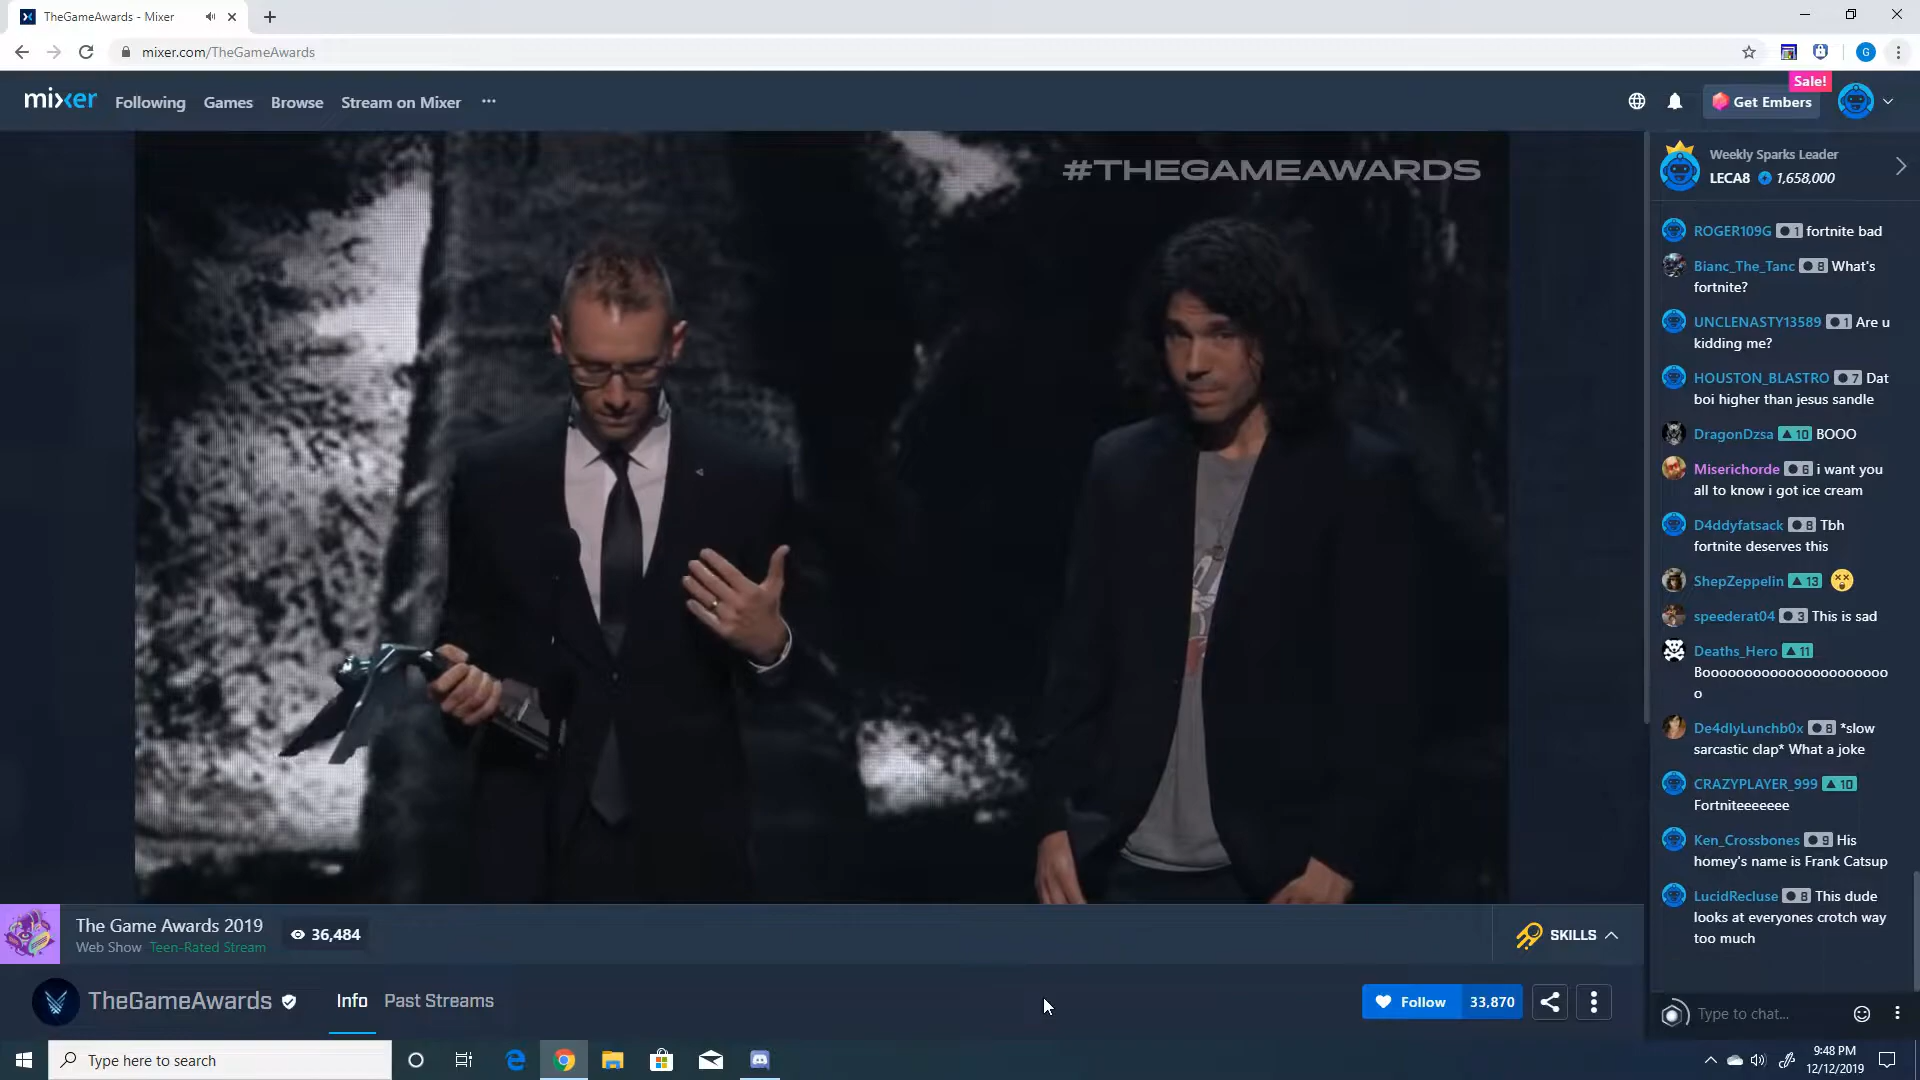 TheGameAwards - Mixer
mixer.com/TheGameAwards
Sale!
mixer Following Games Browse Stream on Mixer ··· Get Embers
#THEGAMEAWARDS
Weekly Sparks Leader
LECA8 1,658,000
ROGER109G 1 fortnite bad
Bianc_The_Tanc 8 What's
fortnite?
UNCLENASTY13589 1 Are u
kidding me?
HOUSTON_BLASTRO 7 Dat
boi higher than jesus sandle
DragonDzsa 10 BOOO
Miserichorde 6 i want you
all to know i got ice cream
D4ddyfatsack 8 Tbh
fortnite deserves this
ShepZeppelin 13
speederat04 3 This is sad
Deaths_Hero 11
Booooooooooooooooooooooo
o
De4dlyLunchb0x 8 *slow
sarcastic clap* What a joke
CRAZYPLAYER_999 10
Fortniteeeeeee
Ken_Crossbones 9 His
homey's name is Frank Catsup
LucidRecluse 8 This dude
looks at everyones crotch way
too much
The Game Awards 2019 36,484
Web Show Teen-Rated Stream
SKILLS
TheGameAwards Info Past Streams
Follow 33,870
Type to chat...
Type here to search
9:48 PM
12/12/2019